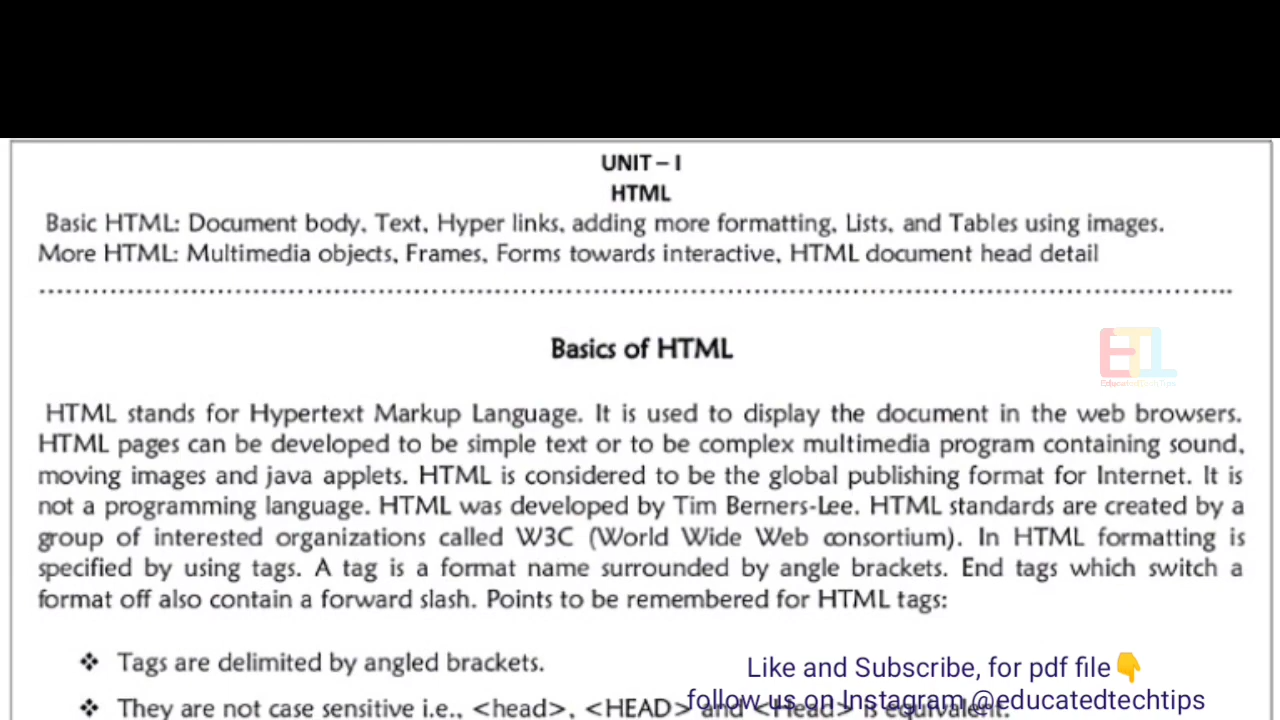 UNIT – I
HTML
Basic HTML: Document body, Text, Hyper links, adding more formatting, Lists, and Tables using images.
More HTML: Multimedia objects, Frames, Forms towards interactive, HTML document head detail
Basics of HTML
ETL
EducatedTechTips
HTML stands for Hypertext Markup Language. It is used to display the document in the web browsers.
HTML pages can be developed to be simple text or to be complex multimedia program containing sound,
moving images and java applets. HTML is considered to be the global publishing format for Internet. It is
not a programming language. HTML was developed by Tim Berners-Lee. HTML standards are created by a
group of interested organizations called W3C (World Wide Web consortium). In HTML formatting is
specified by using tags. A tag is a format name surrounded by angle brackets. End tags which switch a
format off also contain a forward slash. Points to be remembered for HTML tags:
❖ Tags are delimited by angled brackets.
❖ They are not case sensitive i.e., <head>, <HEAD> and <Head> is equivalent.
Like and Subscribe, for pdf file👇
follow us on Instagram @educatedtechtips